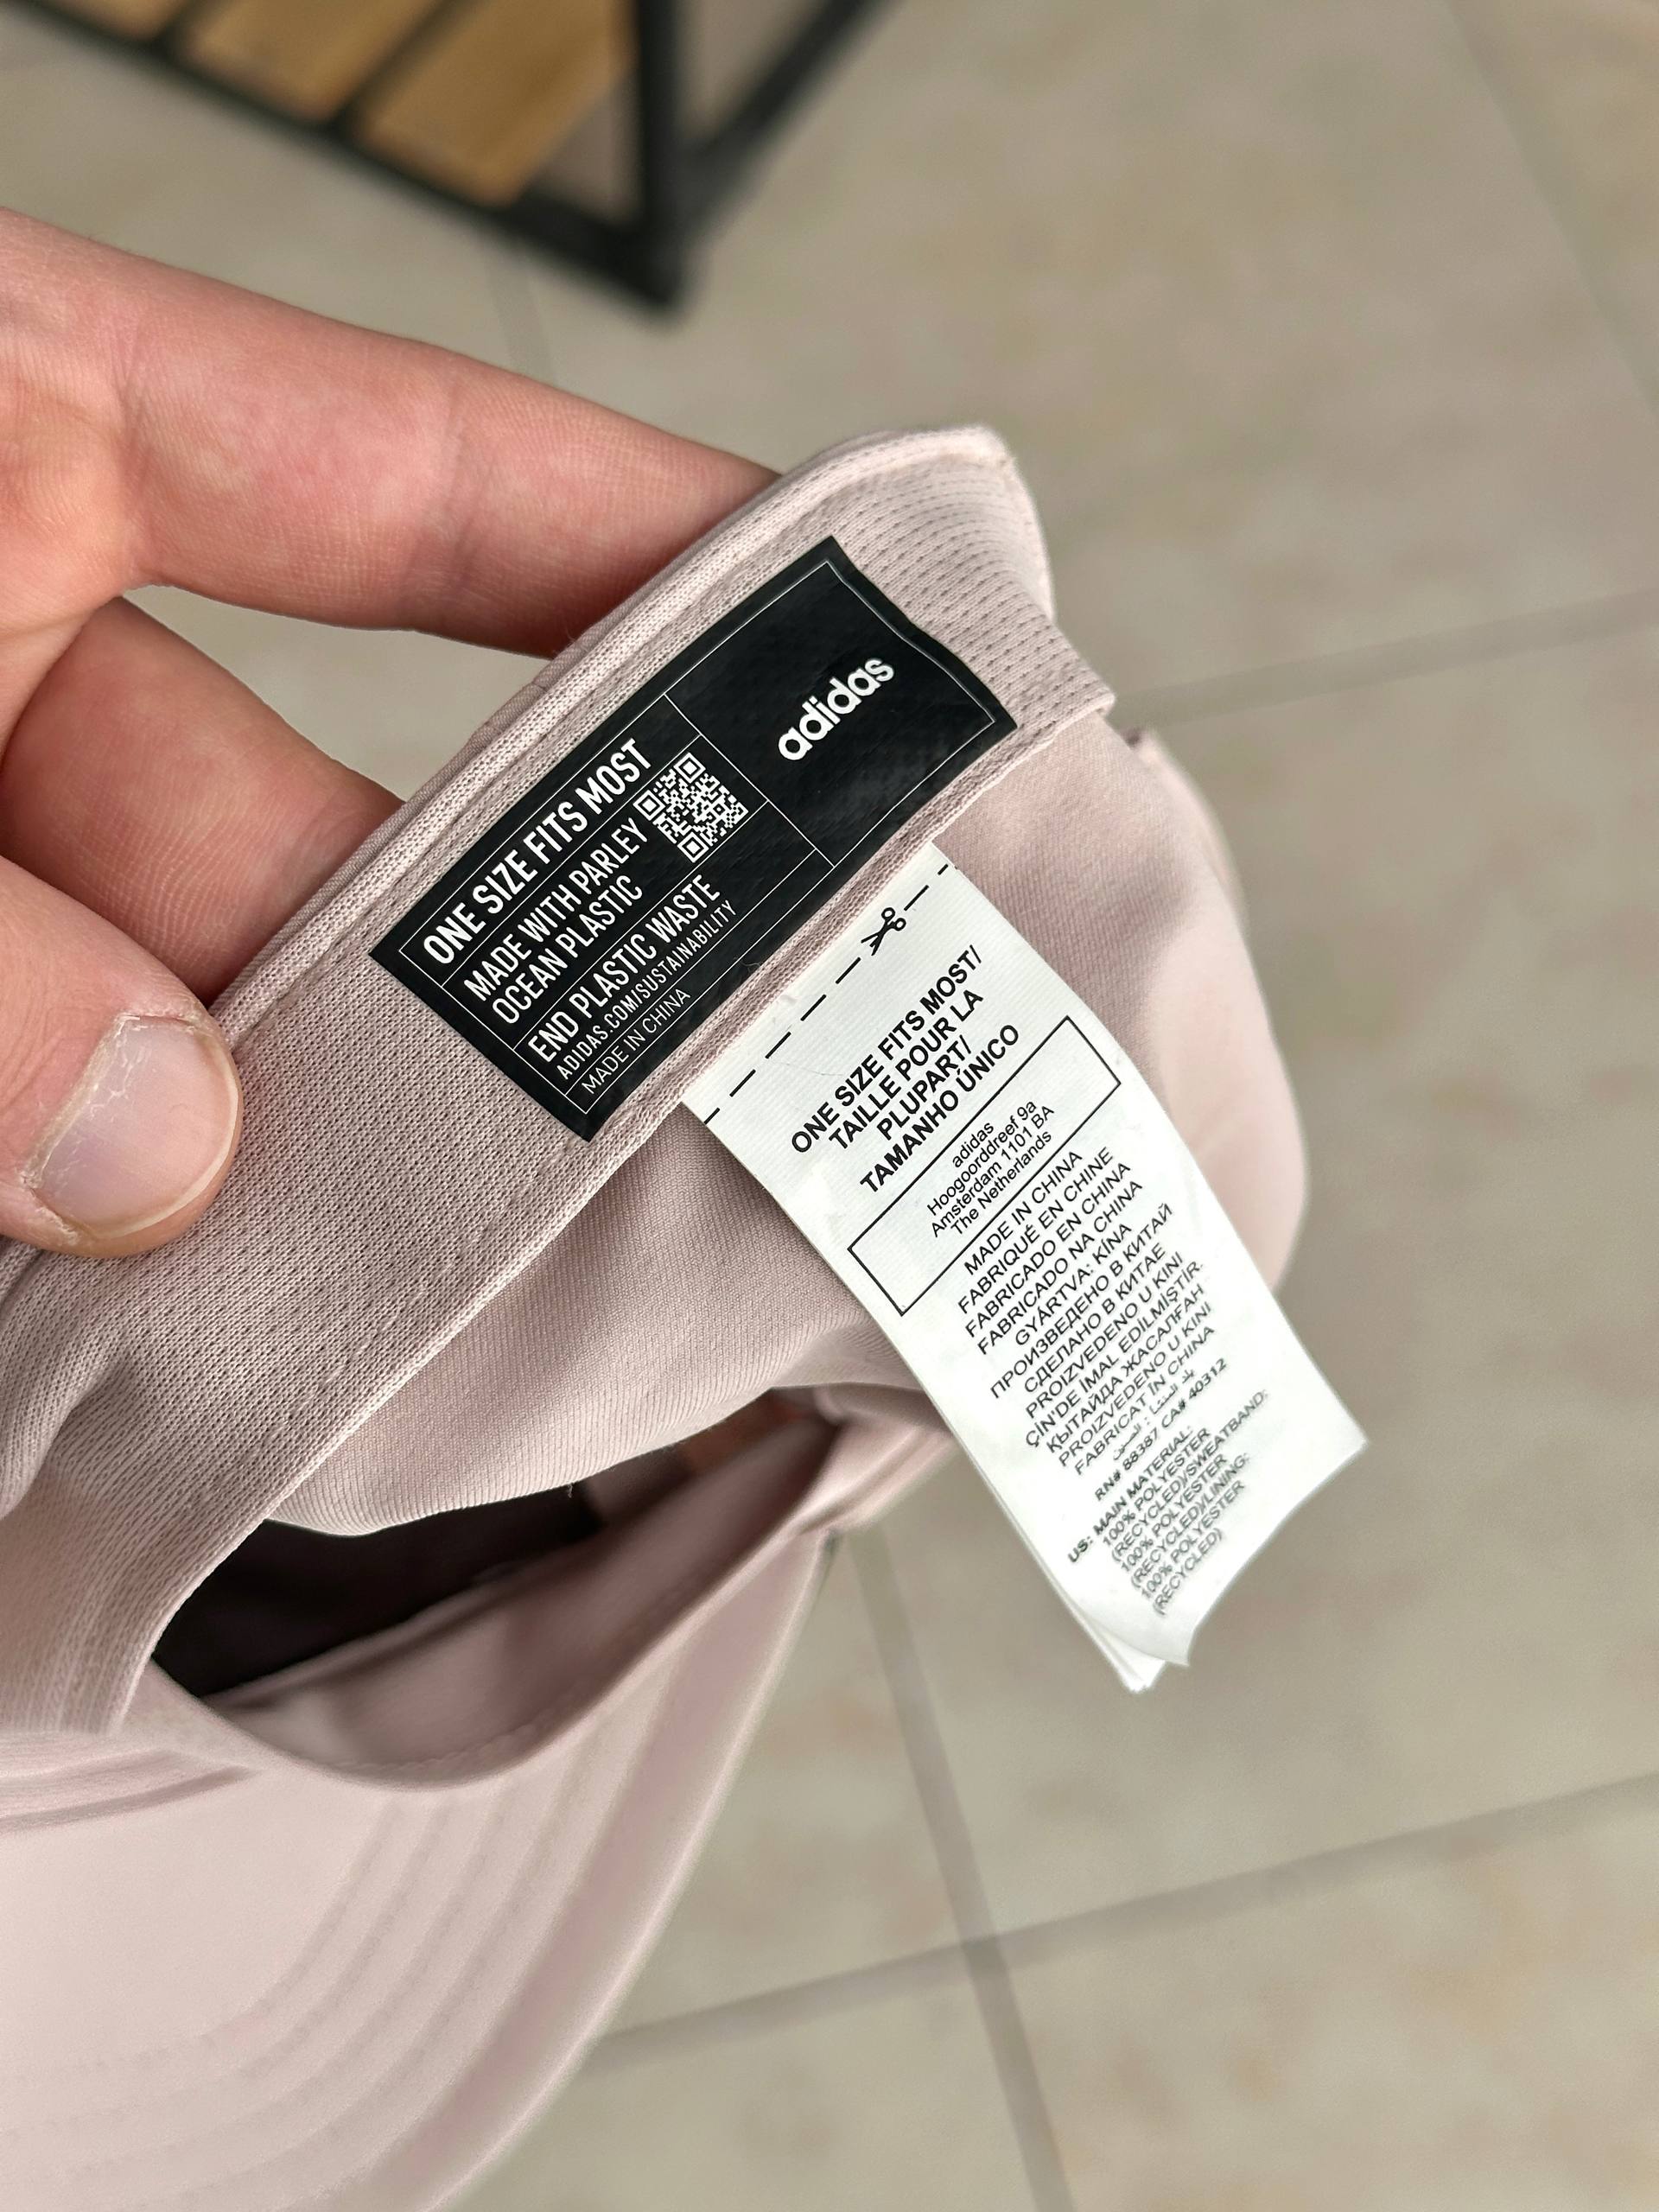 adidas
ONE SIZE FITS MOST
MADE WITH PARLEY
OCEAN PLASTIC
END PLASTIC WASTE
ADIDAS.COM/SUSTAINABILITY
MADE IN CHINA
ONE SIZE FITS MOST/
TAILLE POUR LA
PLUPART/
TAMANHO ÚNICO
adidas
Hoogoorddreef 9a
Amsterdam 1101 BA
The Netherlands
MADE IN CHINA
FABRIQUÉ EN CHINE
FABRICADO EN CHINA
FABRICADO NA CHINA
GYÁRTVA: KÍNA
ПРОИЗВЕДЕНО В КИТАЙ
СДЕЛАНО В КИТАЕ
PROIZVEDENO U KINI
ÇİN'DE İMAL EDİLMİŞTİR.
ҚЫТАЙДА ЖАСАЛҒАН
PROIZVEDENO U KINI
FABRICAT IN CHINA
بلد المنشأ : الصين
RN# 88387 CA# 40312
US: MAIN MATERIAL:
100% POLYESTER
(RECYCLED)/SWEATBAND:
100% POLYESTER
(RECYCLED)/LINING:
100% POLYESTER
(RECYCLED)